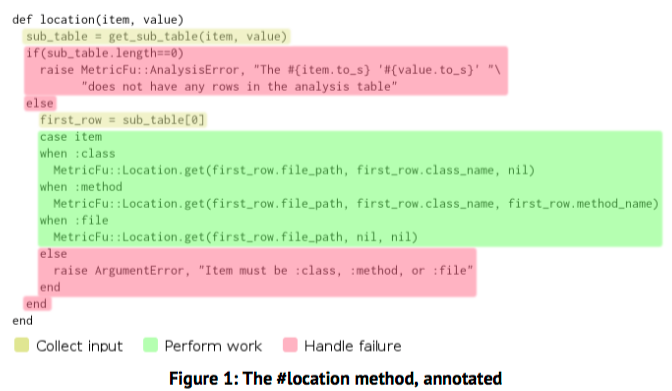 def location(item, value)
sub_table = get_sub_table(item, value)
if(sub_table.length==0)
raise MetricFu::AnalysisError, "The #{item.to_s} '#{value.to_s}' "\
"does not have any rows in the analysis table"
else
first_row = sub_table[0]
case item
when :class
MetricFu::Location.get(first_row.file_path, first_row.class_name, nil)
when :method
MetricFu::Location.get(first_row.file_path, first_row.class_name, first_row.method_name)
when :file
MetricFu::Location.get(first_row.file_path, nil, nil)
else
raise ArgumentError, "Item must be :class, :method, or :file"
end
end
end
Collect input Perform work Handle failure
Figure 1: The #location method, annotated